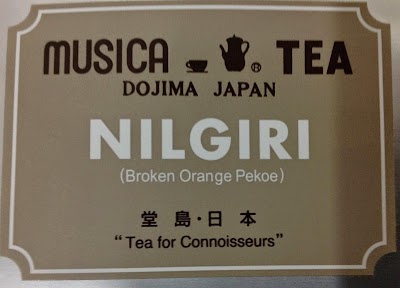 MUSICA ® TEA
DOJIMA JAPAN
NILGIRI
(Broken Orange Pekoe)
堂島・日本
“Tea for Connoisseurs”